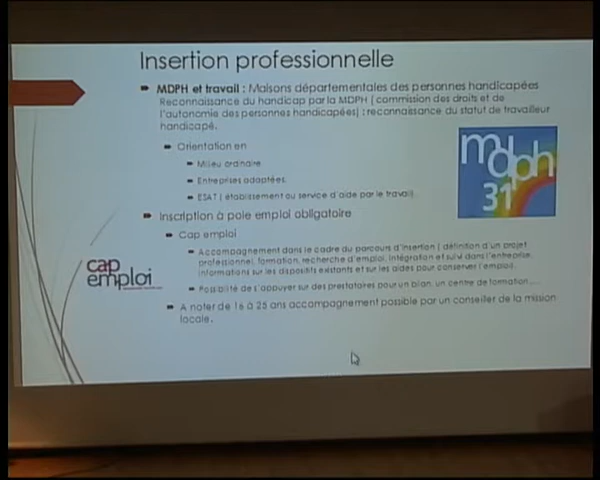 Insertion professionnelle
MDPH et travail : Maisons départementales des personnes handicapées
Reconnaissance du handicap par la MDPH ( commission des droits et de
l'autonomie des personnes handicapées) : reconnaissance du statut de travailleur
handicapé.
Orientation en
Milieu ordinaire
Entreprises adaptées.
ESAT ( établissement ou service d'aide par le travail)
mdph
31
Inscription à pole emploi obligatoire
Cap emploi
Accompagnement dans le cadre du parcours d'insertion ( définition d'un projet
professionnel, formation, recherche d'emploi, intégration et suivi dans l'entreprise,
informations sur les dispositifs existants et sur les aides pour conserver l'emploi).
cap
emploi
Possibilité de s'appuyer sur des prestataires pour un bilan, un centre de formation....
A noter de 16 à 25 ans accompagnement possible par un conseiller de la mission
locale.